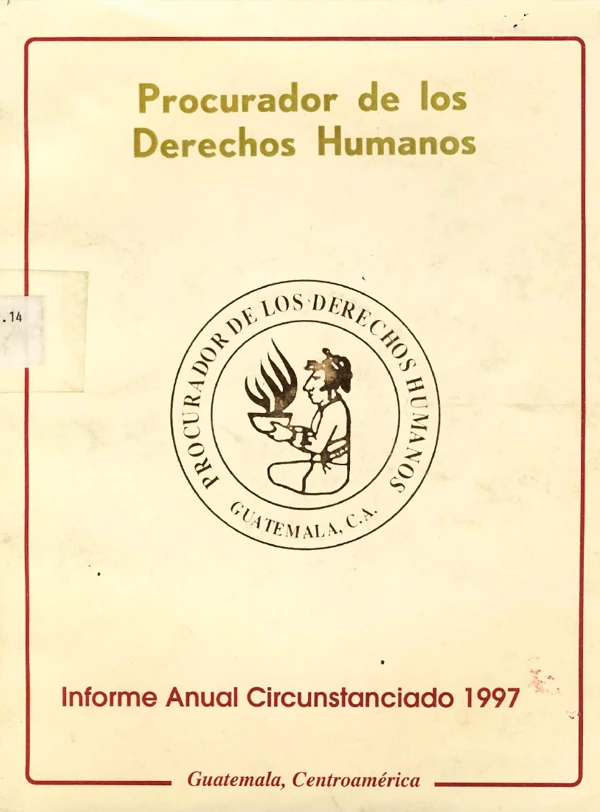 Procurador de los
Derechos Humanos
.14
PROCURADOR DE LOS·DERECHOS HUMANOS
GUATEMALA, C.A.
Informe Anual Circunstanciado 1997
Guatemala, Centroamérica